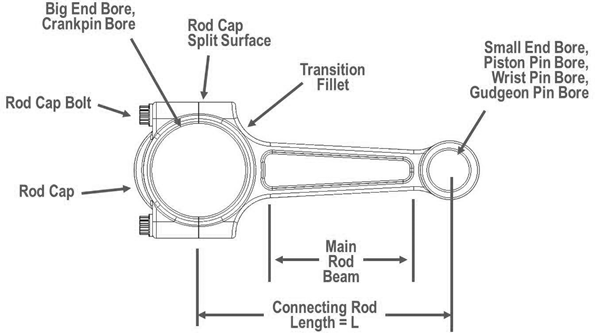 Big End Bore,
Crankpin Bore
Rod Cap
Split Surface
Transition
Fillet
Small End Bore,
Piston Pin Bore,
Wrist Pin Bore,
Gudgeon Pin Bore
Rod Cap Bolt
Rod Cap
Main
Rod
Beam
Connecting Rod
Length = L